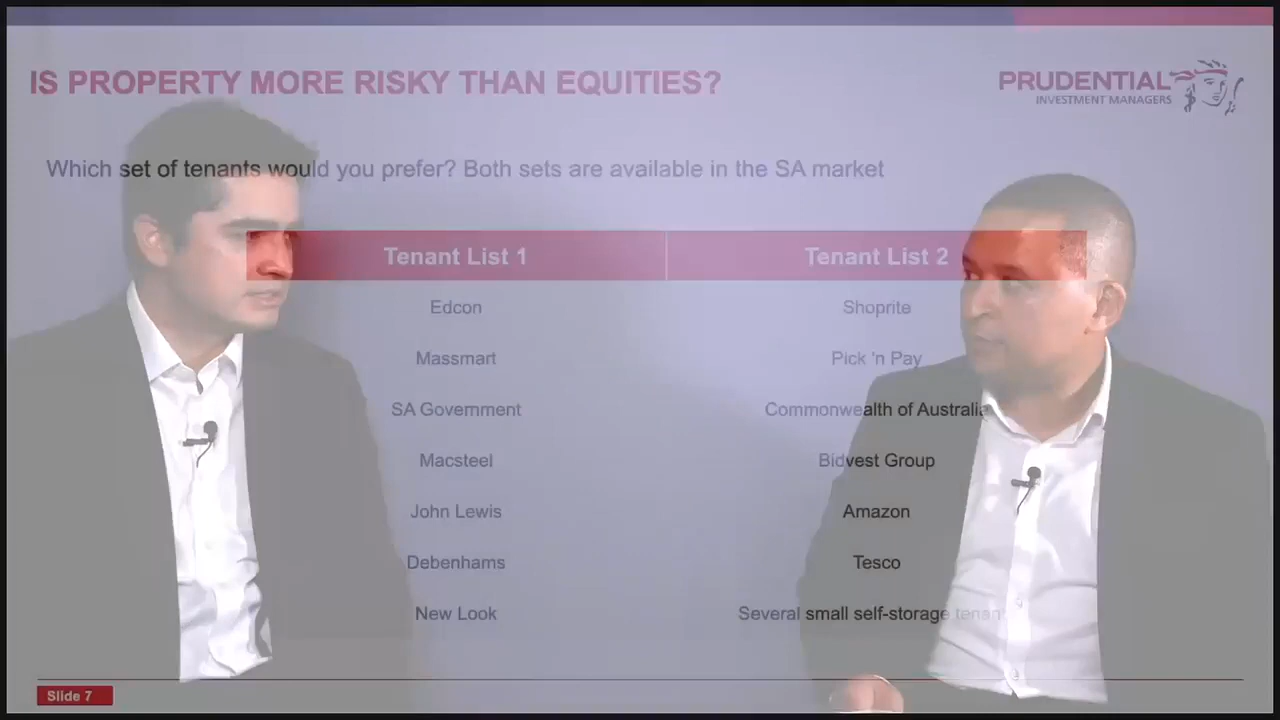 IS PROPERTY MORE RISKY THAN EQUITIES?
PRUDENTIAL
INVESTMENT MANAGERS
Which set of tenants would you prefer? Both sets are available in the SA market
Tenant List 1 Tenant List 2
Edcon Shoprite
Massmart Pick 'n Pay
SA Government Commonwealth of Australia
Macsteel Bidvest Group
John Lewis Amazon
Debenhams Tesco
New Look Several small self-storage tenants
Slide 7